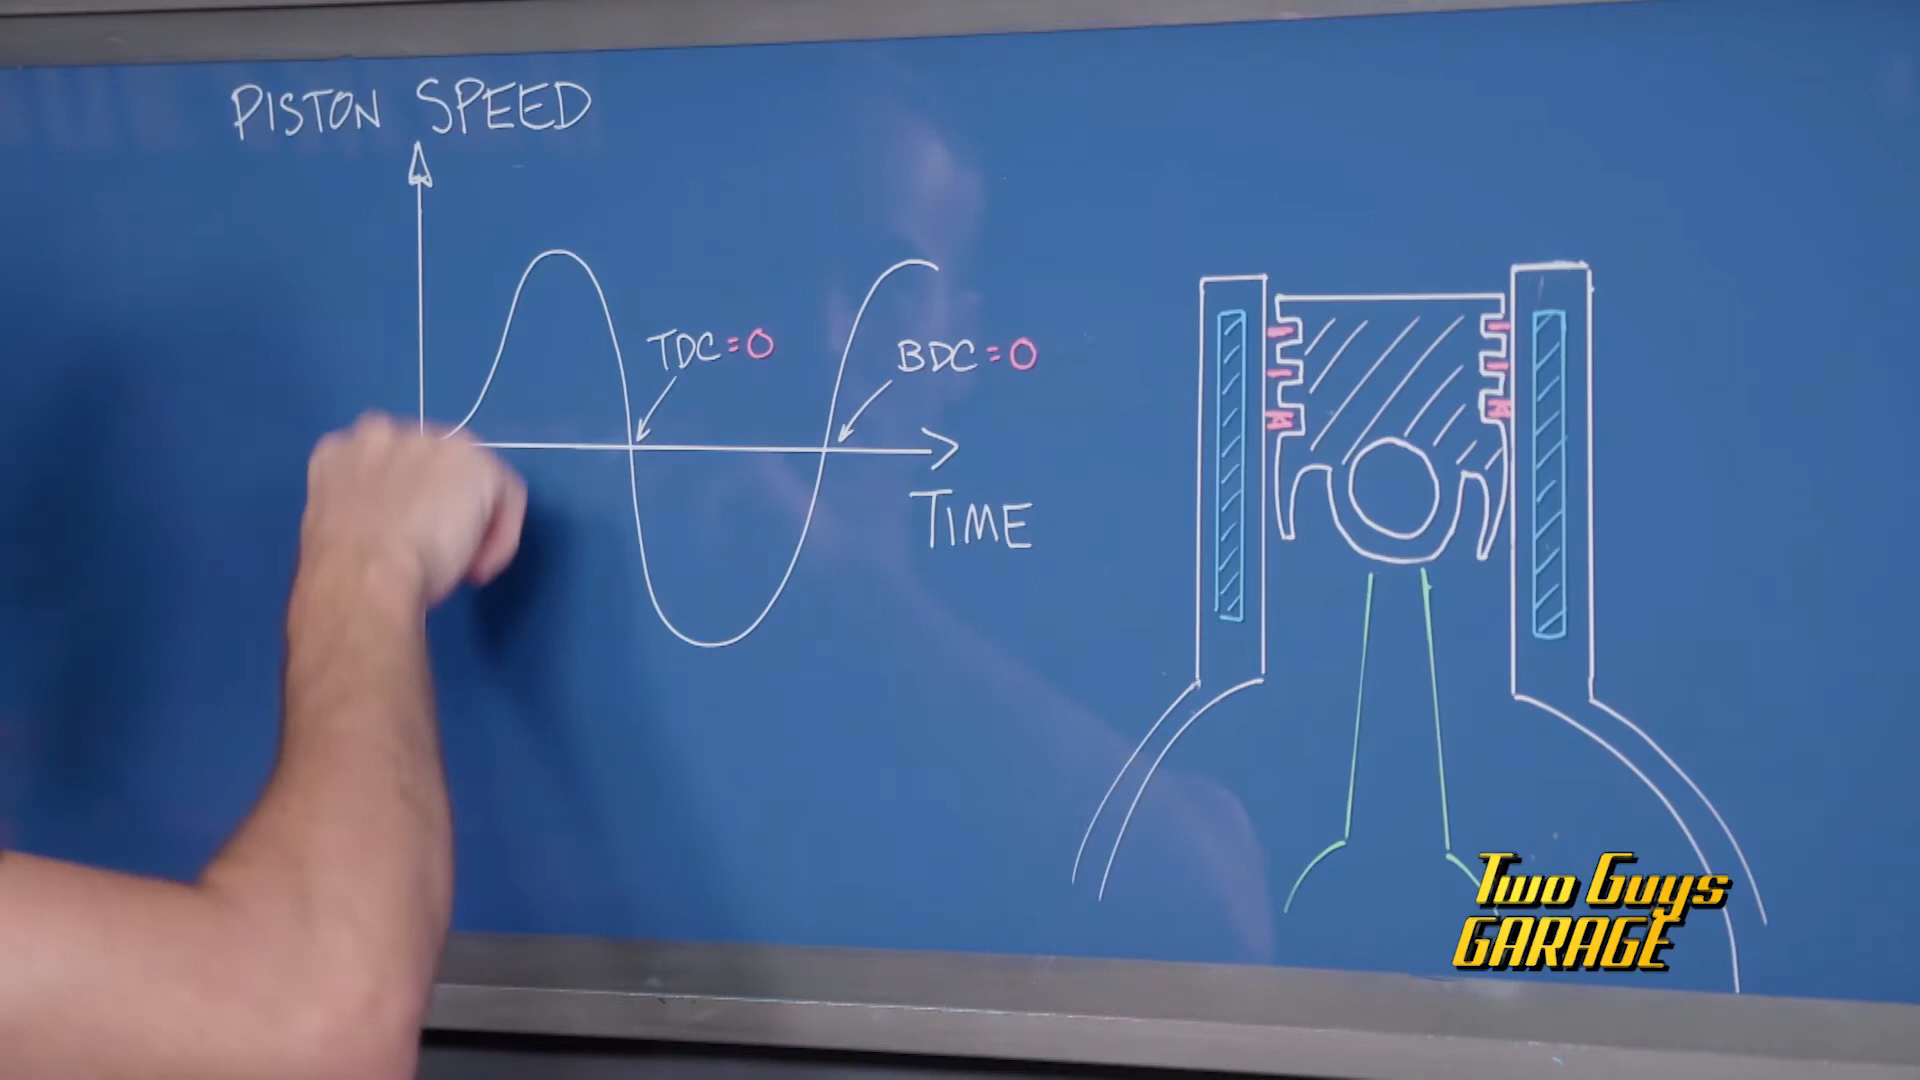 PISTON SPEED
TDC=0
BDC=0
TIME
Two Guys
GARAGE